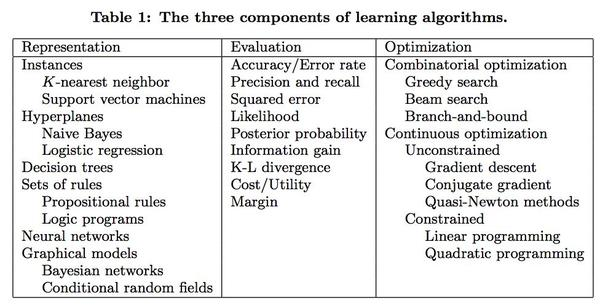 Table 1: The three components of learning algorithms.
Representation Evaluation Optimization
Instances Accuracy/Error rate Combinatorial optimization
K-nearest neighbor Precision and recall Greedy search
Support vector machines Squared error Beam search
Hyperplanes Likelihood Branch-and-bound
Naive Bayes Posterior probability Continuous optimization
Logistic regression Information gain Unconstrained
Decision trees K-L divergence Gradient descent
Sets of rules Cost/Utility Conjugate gradient
Propositional rules Margin Quasi-Newton methods
Logic programs Constrained
Neural networks Linear programming
Graphical models Quadratic programming
Bayesian networks
Conditional random fields